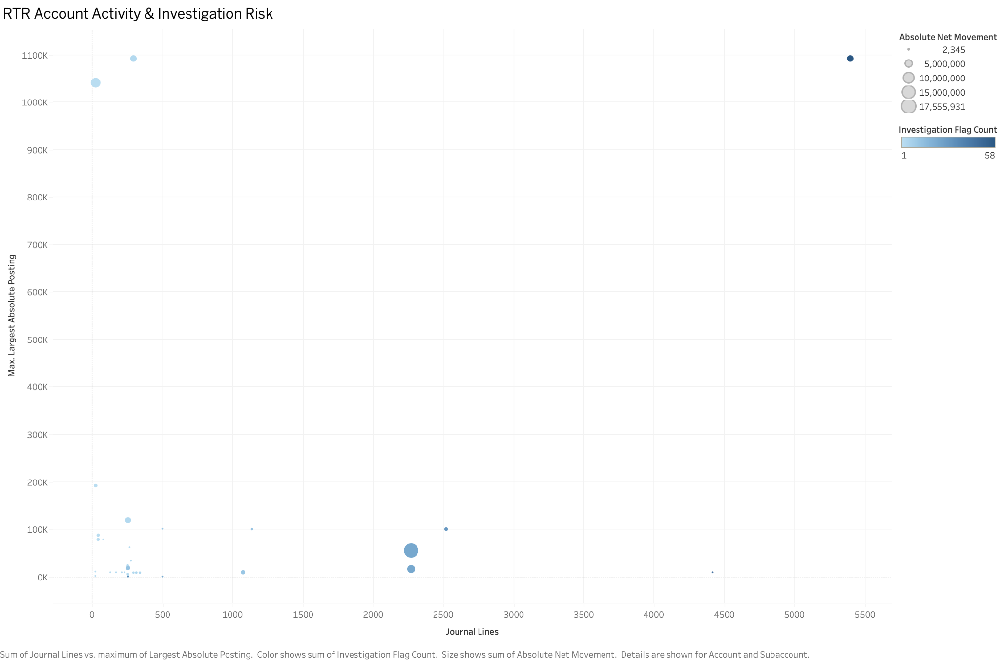 RTR Account Activity & Investigation Risk
Max. Largest Absolute Posting
1100K
1000K
900K
800K
700K
600K
500K
400K
300K
200K
100K
0K
0 500 1000 1500 2000 2500 3000 3500 4000 4500 5000 5500
Journal Lines
Absolute Net Movement
2,345
5,000,000
10,000,000
15,000,000
17,555,931
Investigation Flag Count
1 58
Sum of Journal Lines vs. maximum of Largest Absolute Posting. Color shows sum of Investigation Flag Count. Size shows sum of Absolute Net Movement. Details are shown for Account and Subaccount.